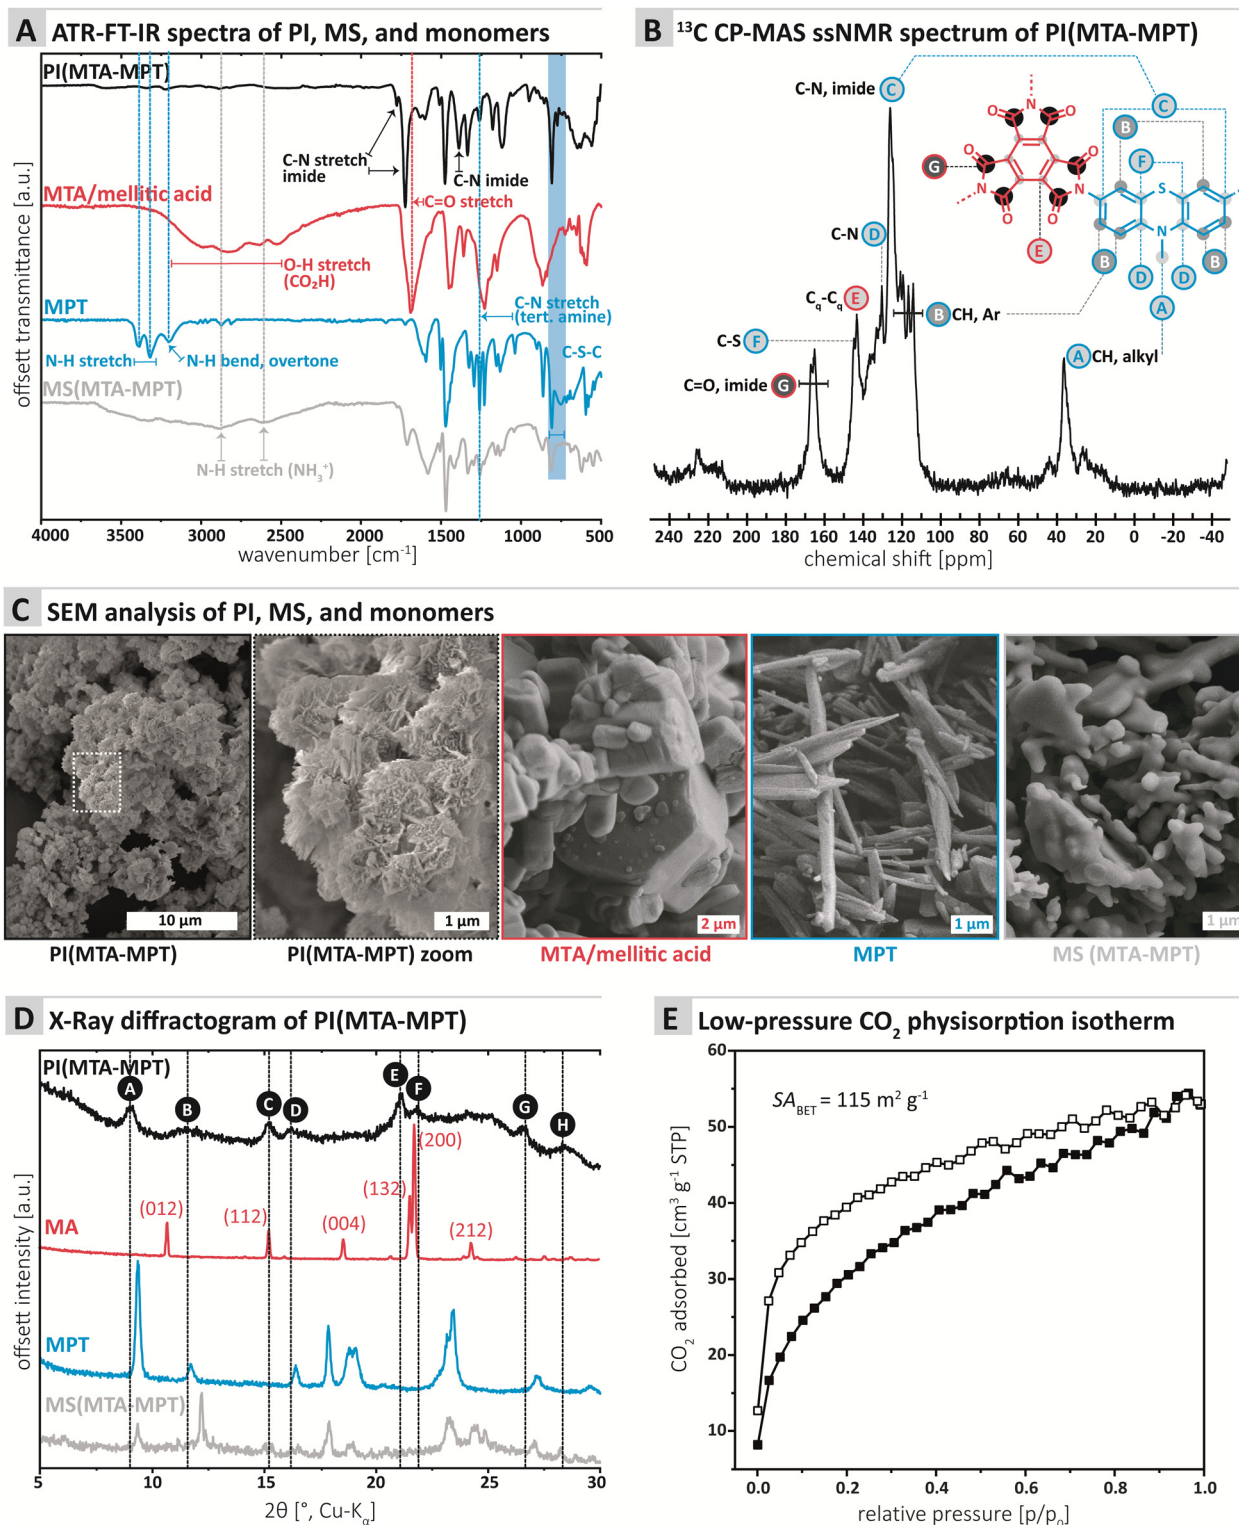 A ATR-FT-IR spectra of PI, MS, and monomers
PI(MTA-MPT)
C-N stretch
imide
C-N imide
MTA/mellitic acid
C=O stretch
O-H stretch
(CO₂H)
MPT
C-N stretch
(tert. amine)
N-H stretch
N-H bend, overtone
C-S-C
MS(MTA-MPT)
N-H stretch (NH₃⁺)
offsett transmittance [a.u.]
4000 3500 3000 2500 2000 1500 1000 500
wavenumber [cm⁻¹]
B ¹³C CP-MAS ssNMR spectrum of PI(MTA-MPT)
C-N, imide C
C
B
F
G
E
B
B
D
D
A
O
O
O
O
O
O
N
N
N
S
N
C-N D
C_q-C_q E
B CH, Ar
C-S F
C=O, imide G
A CH, alkyl
240 220 200 180 160 140 120 100 80 60 40 20 0 -20 -40
chemical shift [ppm]
C SEM analysis of PI, MS, and monomers
10 µm
1 µm
2 µm
1 µm
1 µm
PI(MTA-MPT)
PI(MTA-MPT) zoom
MTA/mellitic acid
MPT
MS (MTA-MPT)
D X-Ray diffractogram of PI(MTA-MPT)
PI(MTA-MPT)
A
B
C
D
E
F
G
H
MA
(012)
(112)
(004)
(132)
(200)
(212)
MPT
MS(MTA-MPT)
offsett intensity [a.u.]
5 10 15 20 25 30
2θ [°, Cu-Kα]
E Low-pressure CO₂ physisorption isotherm
SA_BET = 115 m² g⁻¹
CO₂ adsorbed [cm³ g⁻¹ STP]
60
50
40
30
20
10
0.0 0.2 0.4 0.6 0.8 1.0
relative pressure [p/p₀]